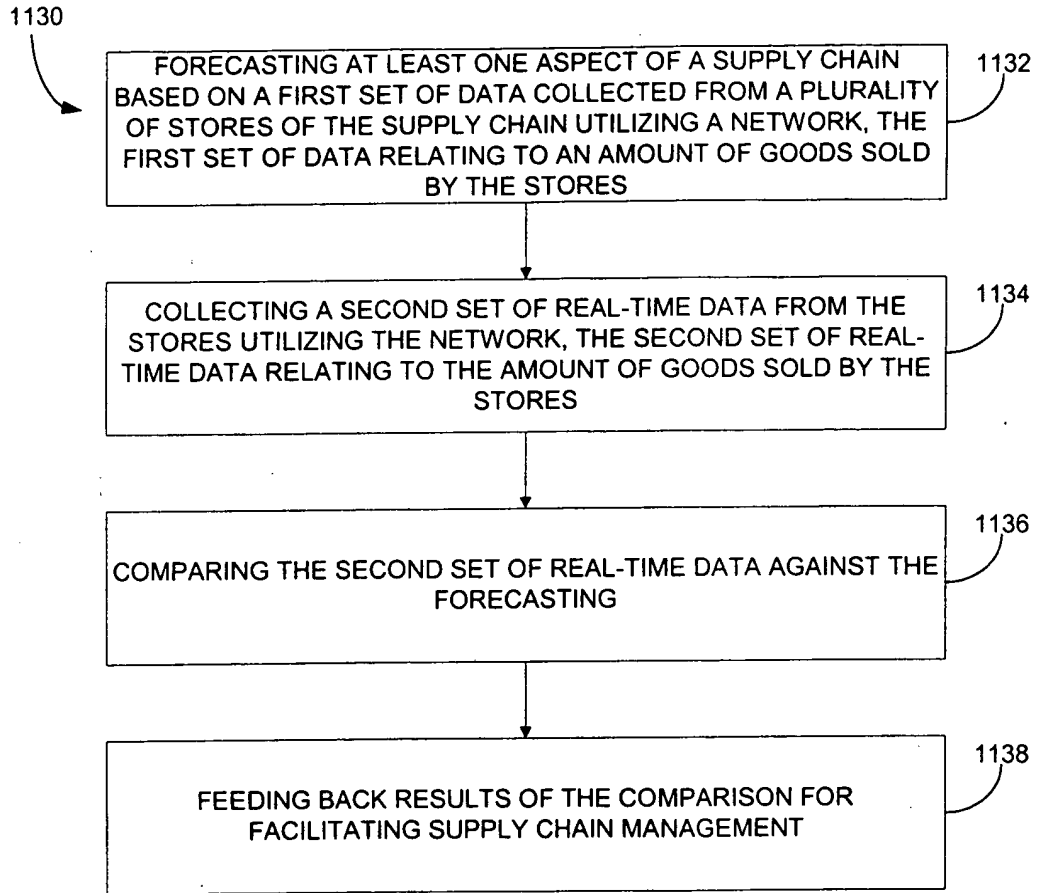 1130
FORECASTING AT LEAST ONE ASPECT OF A SUPPLY CHAIN
BASED ON A FIRST SET OF DATA COLLECTED FROM A PLURALITY
OF STORES OF THE SUPPLY CHAIN UTILIZING A NETWORK, THE
FIRST SET OF DATA RELATING TO AN AMOUNT OF GOODS SOLD
BY THE STORES
1132
COLLECTING A SECOND SET OF REAL-TIME DATA FROM THE
STORES UTILIZING THE NETWORK, THE SECOND SET OF REAL-
TIME DATA RELATING TO THE AMOUNT OF GOODS SOLD BY THE
STORES
1134
COMPARING THE SECOND SET OF REAL-TIME DATA AGAINST THE
FORECASTING
1136
FEEDING BACK RESULTS OF THE COMPARISON FOR
FACILITATING SUPPLY CHAIN MANAGEMENT
1138